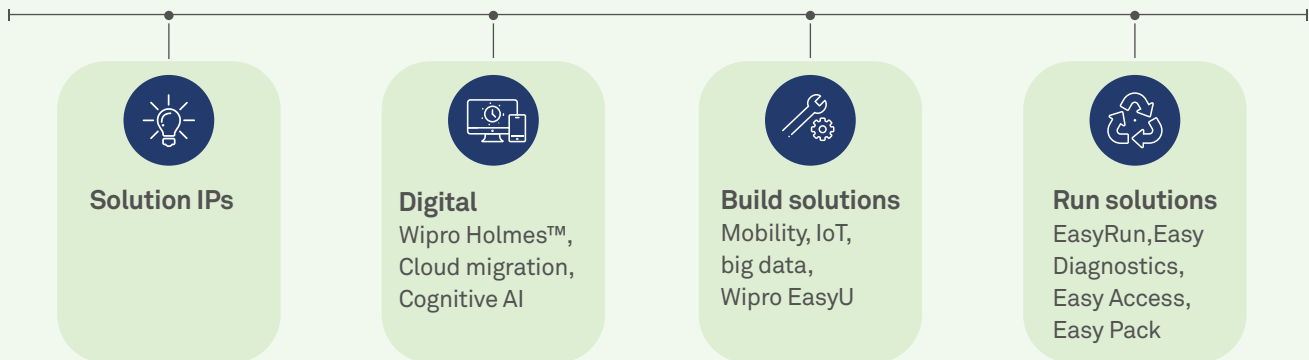 Solution IPs
Digital
Wipro Holmes™,
Cloud migration,
Cognitive AI
Build solutions
Mobility, IoT,
big data,
Wipro EasyU
Run solutions
EasyRun,Easy
Diagnostics,
Easy Access,
Easy Pack